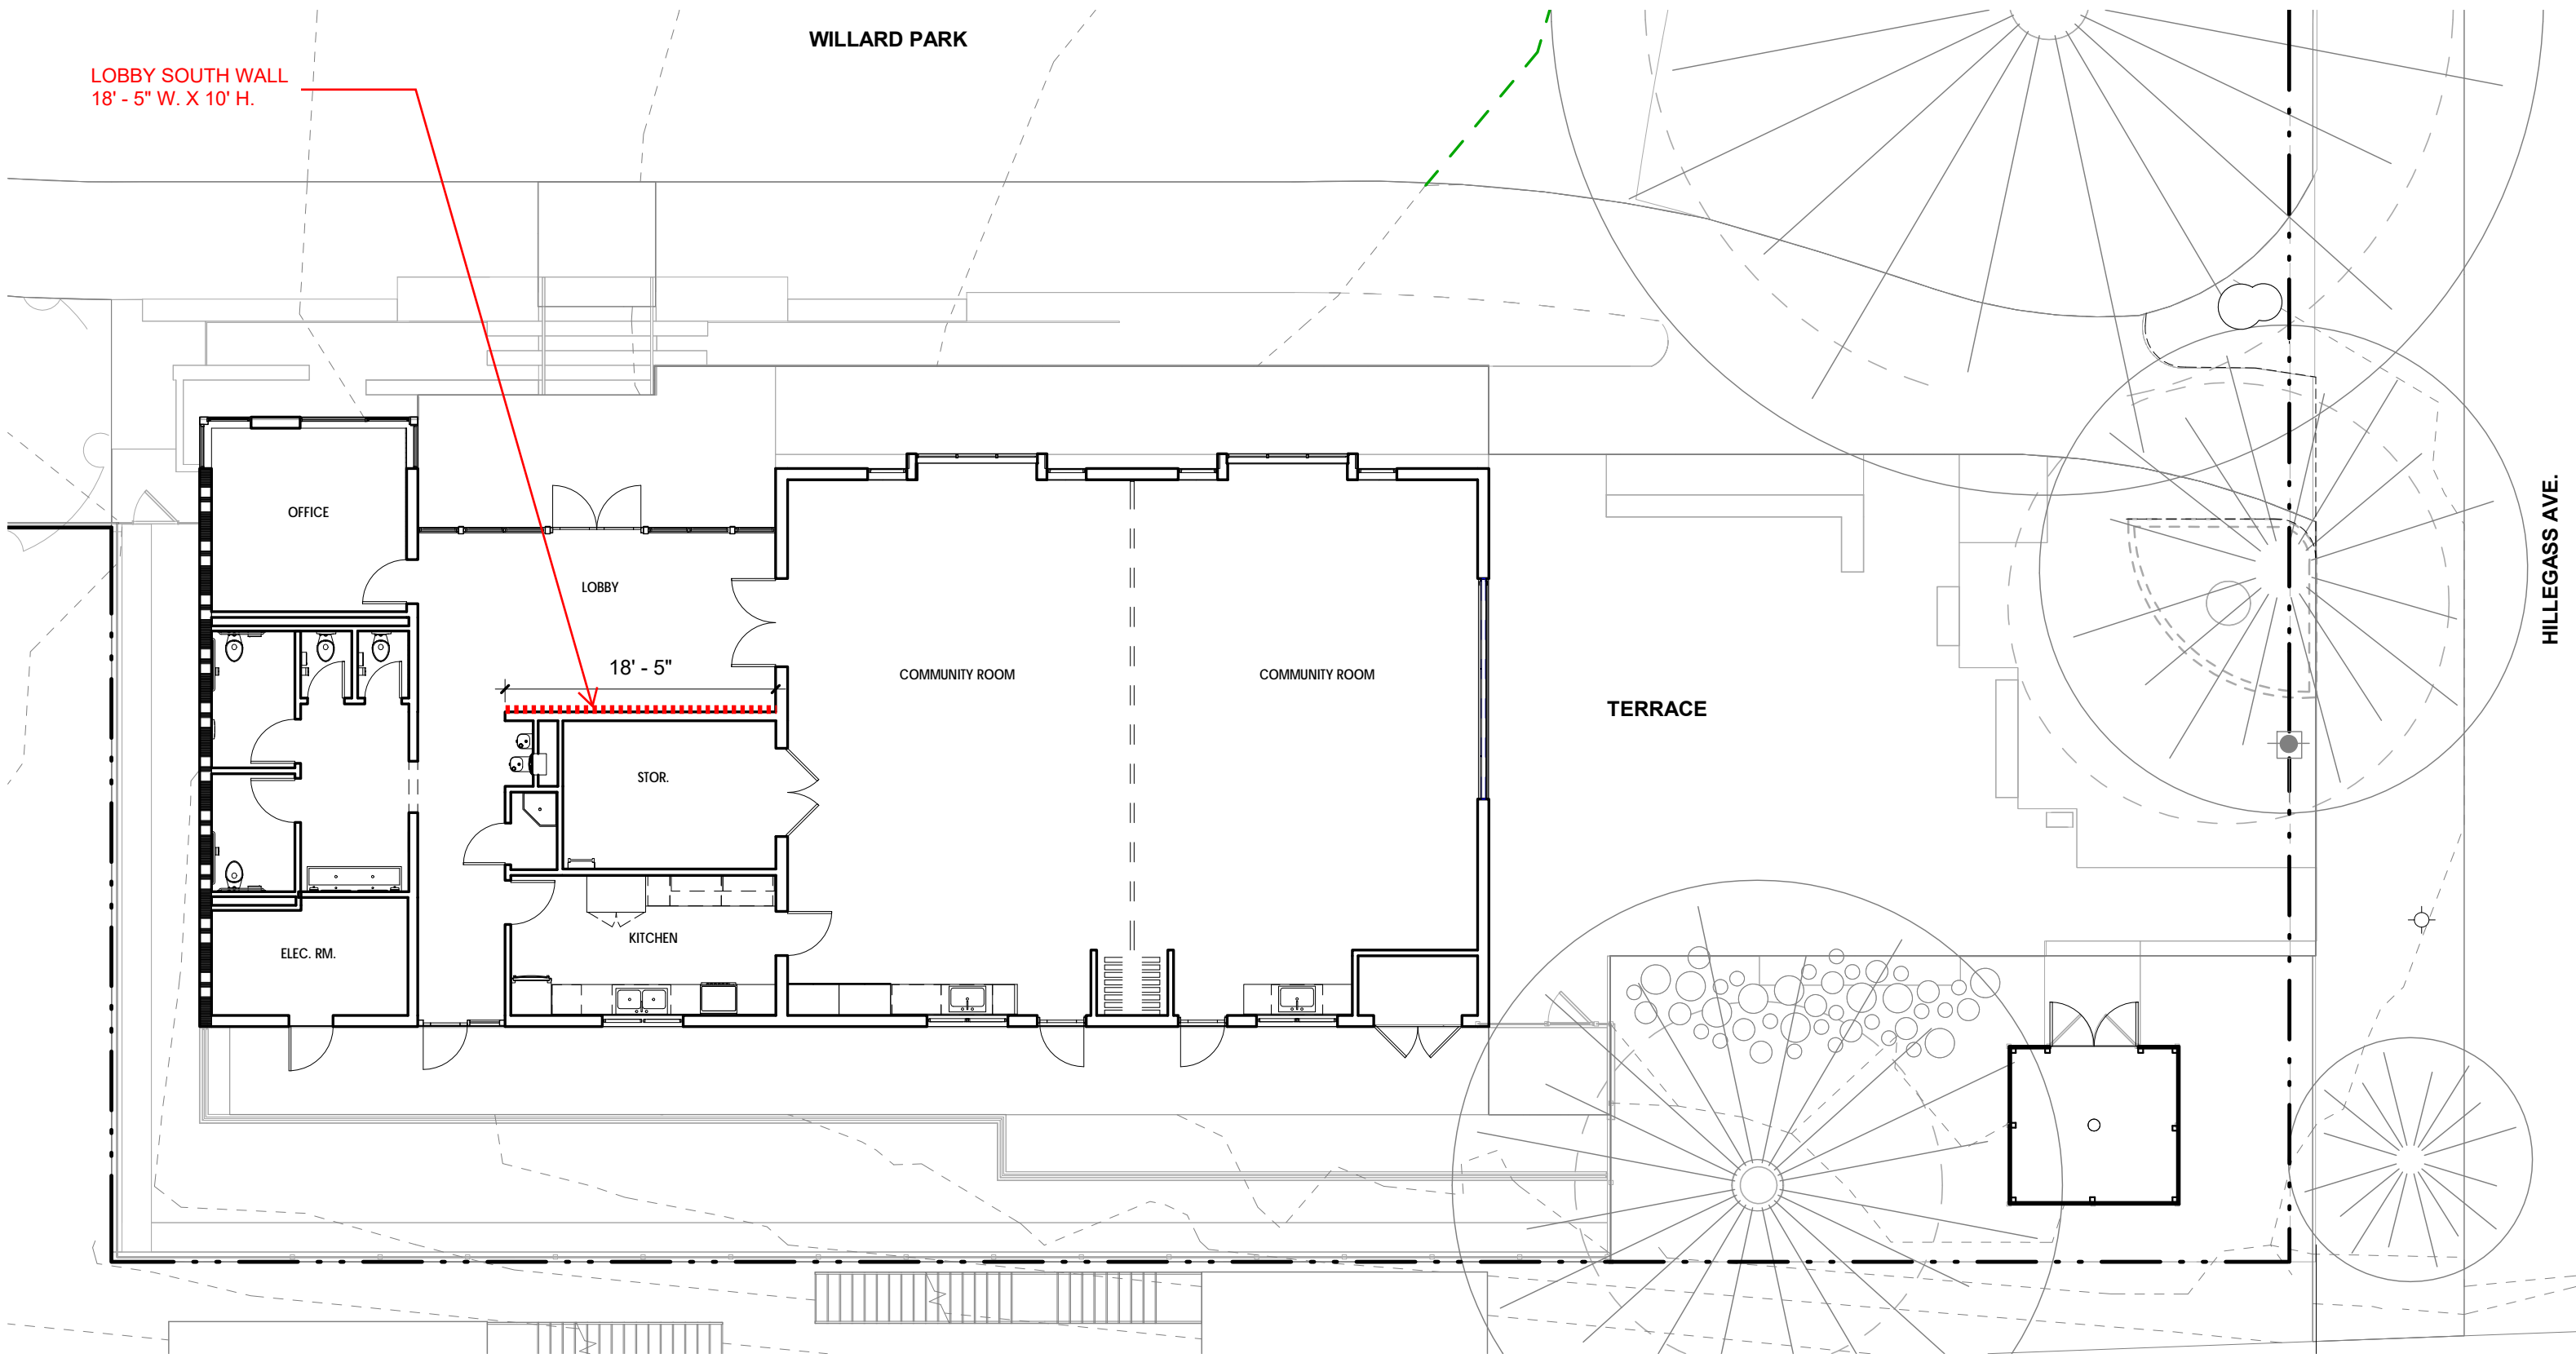 WILLARD PARK
LOBBY SOUTH WALL
18' - 5" W. X 10' H.
OFFICE
LOBBY
18' - 5"
COMMUNITY ROOM
COMMUNITY ROOM
TERRACE
HILLEGASS AVE.
STOR.
KITCHEN
ELEC. RM.